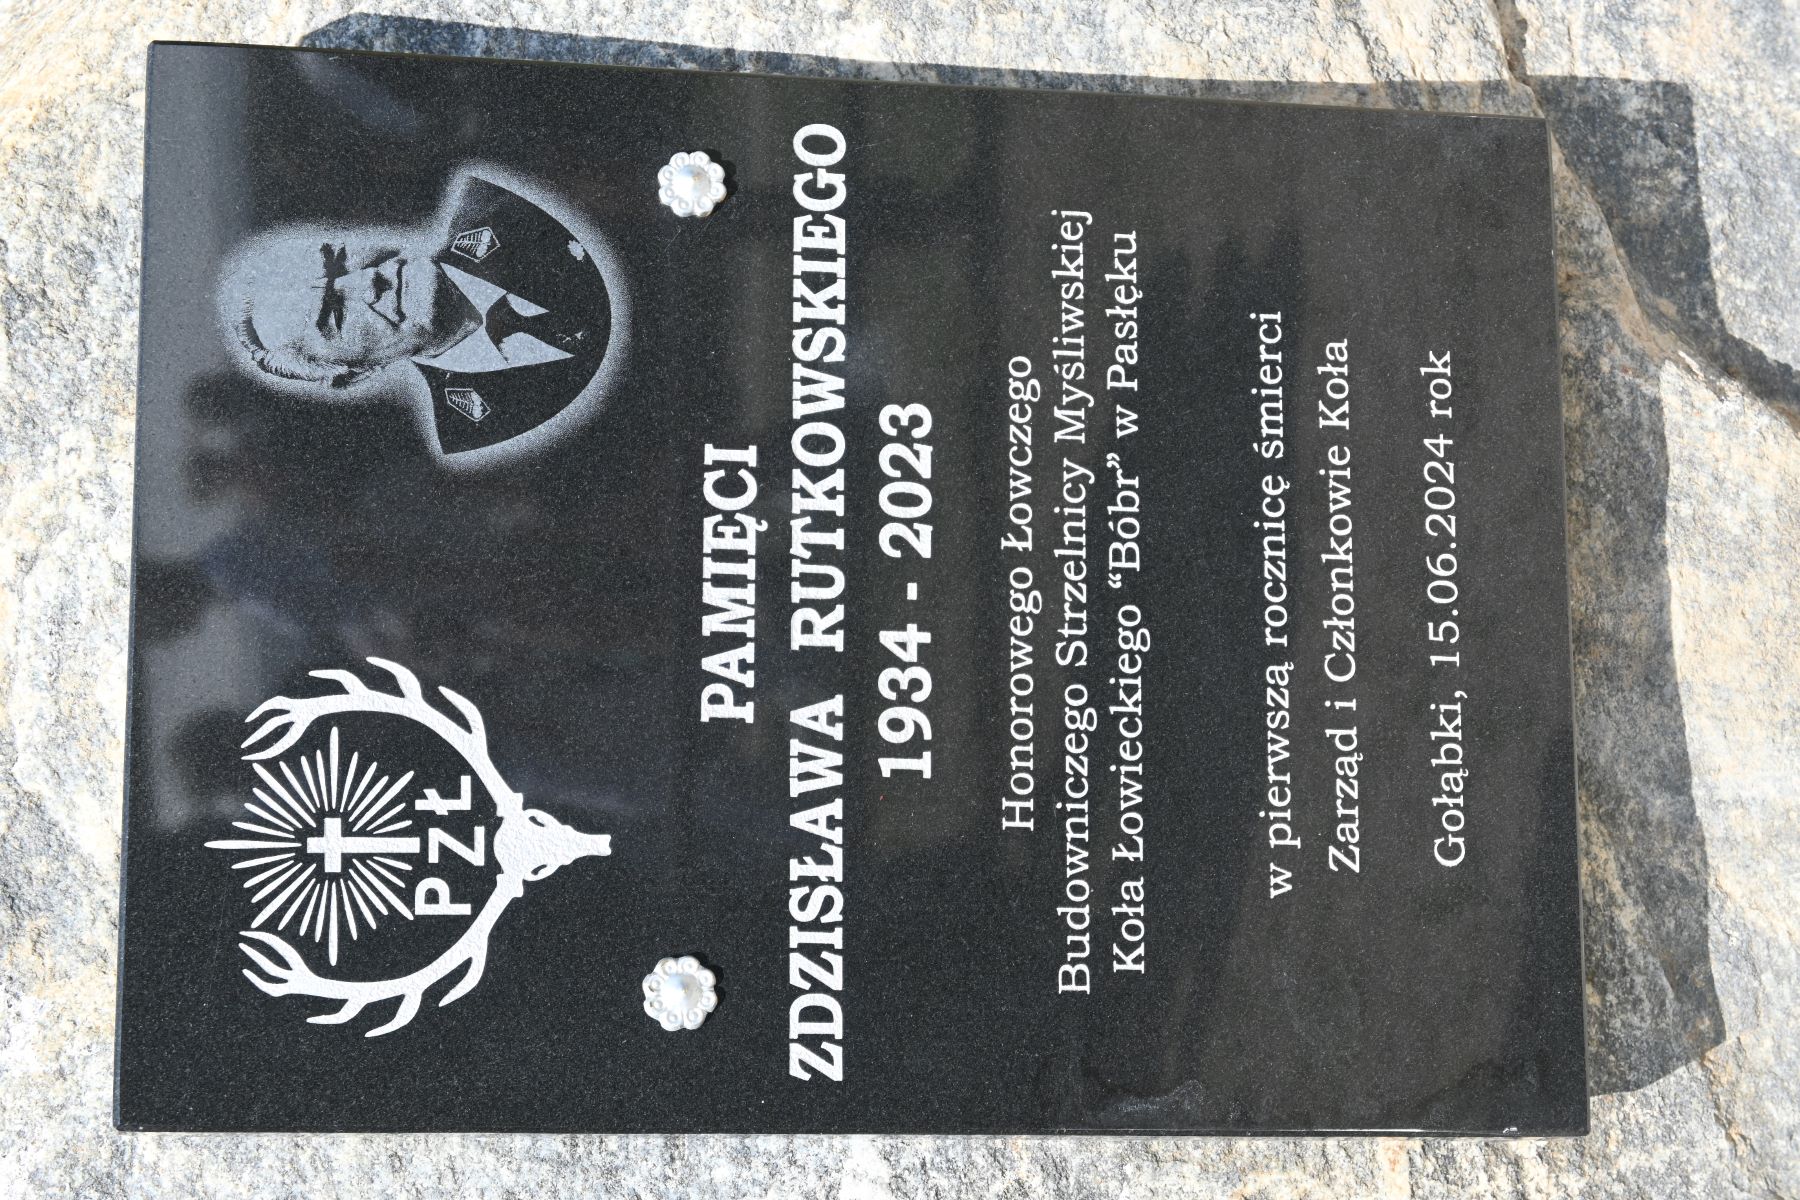 PZŁ
PAMIĘCI
ZDZISŁAWA RUTKOWSKIEGO
1934 - 2023
Honorowego Łowczego
Budowniczego Strzelnicy Myśliwskiej
Koła Łowieckiego “Bóbr” w Pasłęku
w pierwszą rocznicę śmierci
Zarząd i Członkowie Koła
Gołąbki, 15.06.2024 rok